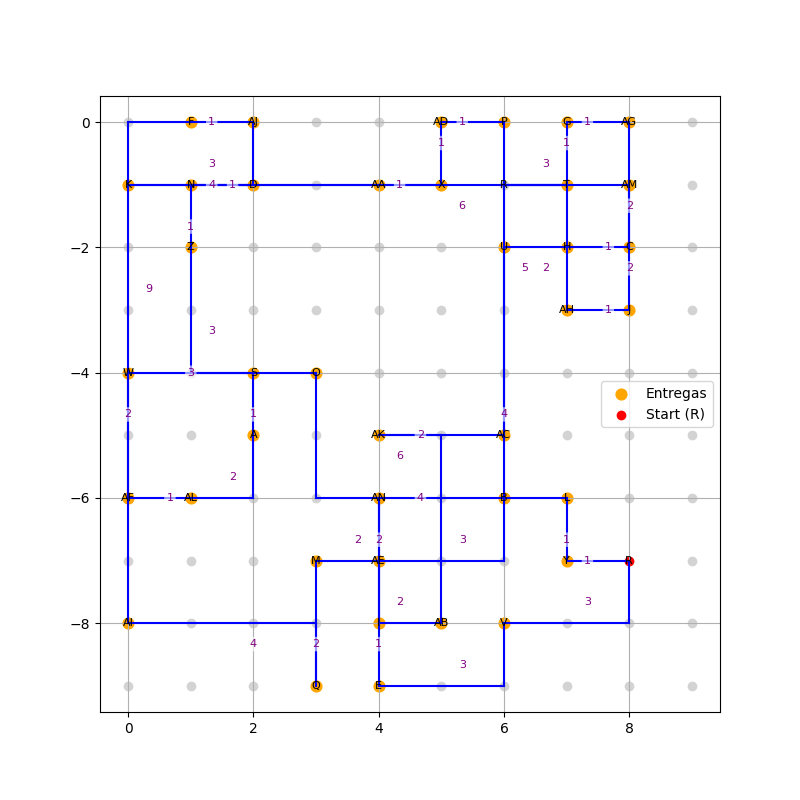 0
F 1 AJ
AD 1 P
G 1 AG
1
1
3
3
K N 4 1 D
AA 1 X
R T AM
6
2
1
−2
Z
U H 1 C
5 2
2
9
AH 1
3
−4
W 3 S O
Entregas
Start (R)
2
1
4
A
AK 2 AC
6
2
−6
AF 1 AL
AN 4 B L
2 2
3
1
M AE
Y 1 R
2
3
−8
AI
AB V
4
2
1
3
Q E
0 2 4 6 8